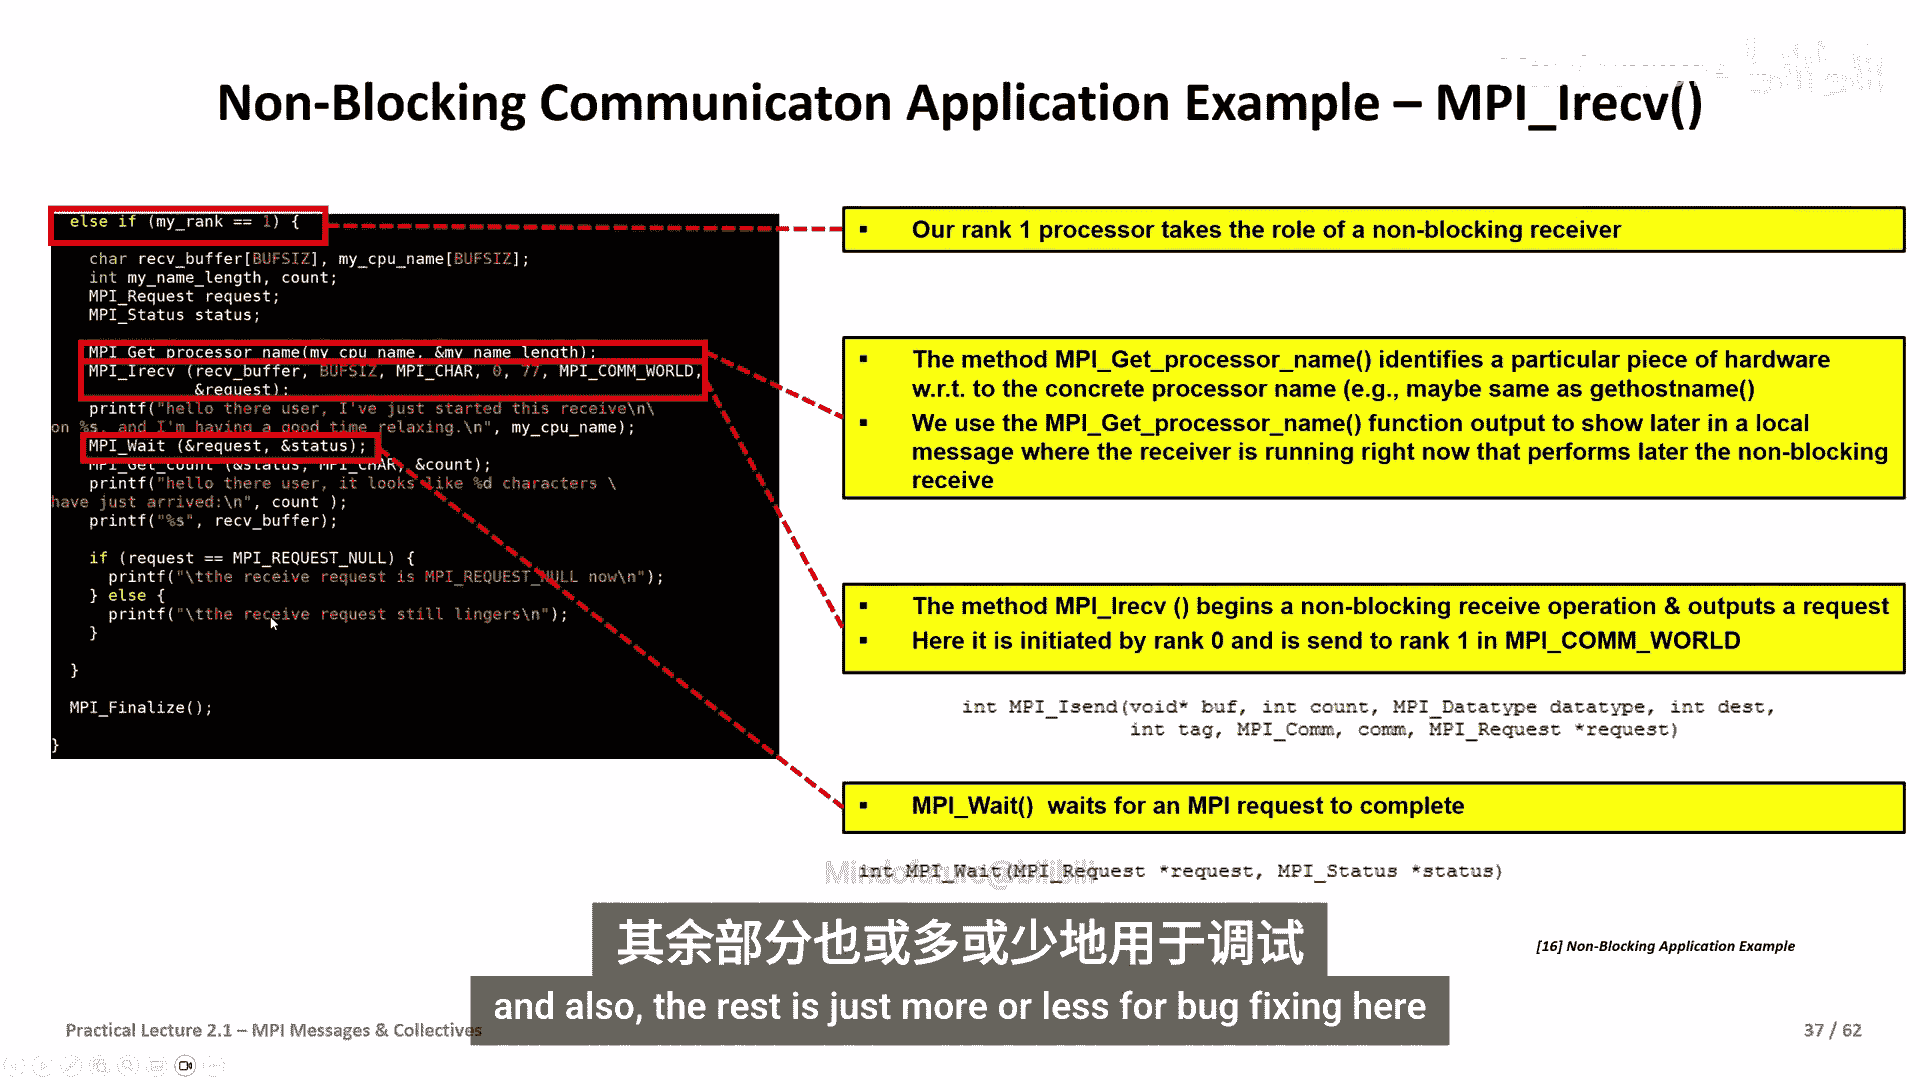 Non-Blocking Communicaton Application Example – MPI_Irecv()
else if (my_rank == 1) {
char recv_buffer[BUFSIZ], my_cpu_name[BUFSIZ];
int my_name_length, count;
MPI_Request request;
MPI_Status status;
MPI_Get_processor_name(my_cpu_name, &my_name_length);
MPI_Irecv (recv_buffer, BUFSIZ, MPI_CHAR, 0, 77, MPI_COMM_WORLD,
&request);
printf("hello there user, I've just started this receive\n\
on %s, and I'm having a good time relaxing.\n", my_cpu_name);
MPI_Wait (&request, &status);
MPI_Get_count (&status, MPI_CHAR, &count);
printf("hello there user, it looks like %d characters \
have just arrived:\n", count );
printf("%s", recv_buffer);
if (request == MPI_REQUEST_NULL) {
printf("\tthe receive request is MPI_REQUEST_NULL now\n");
} else {
printf("\tthe receive request still lingers\n");
}
}
MPI_Finalize();
}
▪ Our rank 1 processor takes the role of a non-blocking receiver
▪ The method MPI_Get_processor_name() identifies a particular piece of hardware
w.r.t. to the concrete processor name (e.g., maybe same as gethostname()
▪ We use the MPI_Get_processor_name() function output to show later in a local
message where the receiver is running right now that performs later the non-blocking
receive
▪ The method MPI_Irecv () begins a non-blocking receive operation & outputs a request
▪ Here it is initiated by rank 0 and is send to rank 1 in MPI_COMM_WORLD
int MPI_Isend(void* buf, int count, MPI_Datatype datatype, int dest,
int tag, MPI_Comm, comm, MPI_Request *request)
▪ MPI_Wait() waits for an MPI request to complete
int MPI_Wait(MPI_Request *request, MPI_Status *status)
其余部分也或多或少地用于调试
[16] Non-Blocking Application Example
and also, the rest is just more or less for bug fixing here
Practical Lecture 2.1 – MPI Messages & Collectives
37 / 62